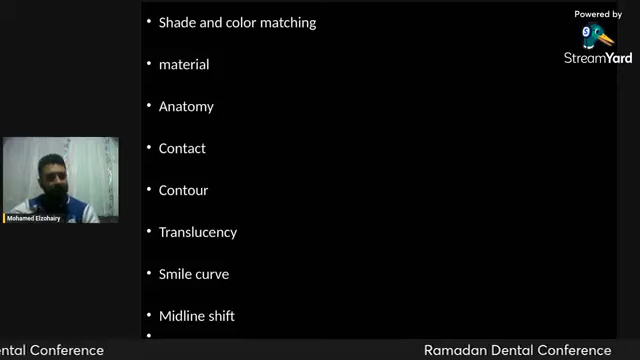 Powered by
StreamYard
• Shade and color matching
• material
• Anatomy
• Contact
• Contour
• Translucency
• Smile curve
• Midline shift
•
Mohamed Elzohairy
ental Conference
Ramadan Dental Conference